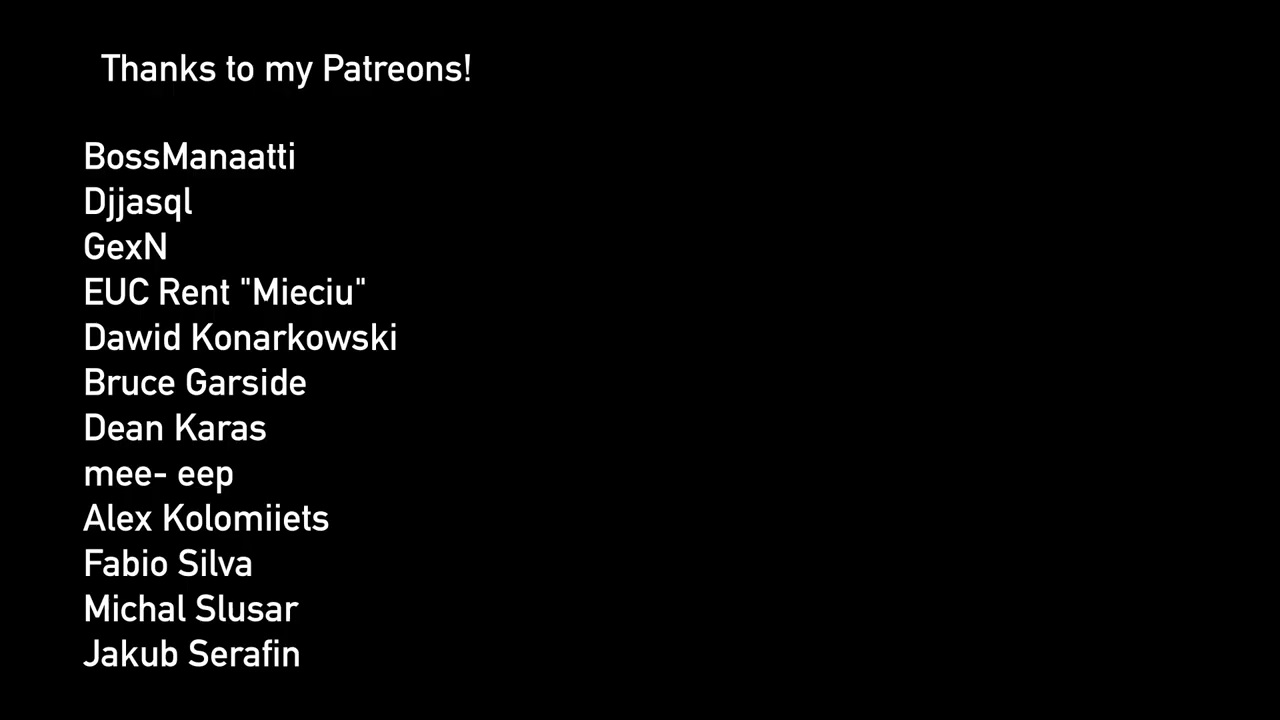 Thanks to my Patreons!
BossManaatti
Djjasql
GexN
EUC Rent "Mieciu"
Dawid Konarkowski
Bruce Garside
Dean Karas
mee- eep
Alex Kolomiiets
Fabio Silva
Michal Slusar
Jakub Serafin